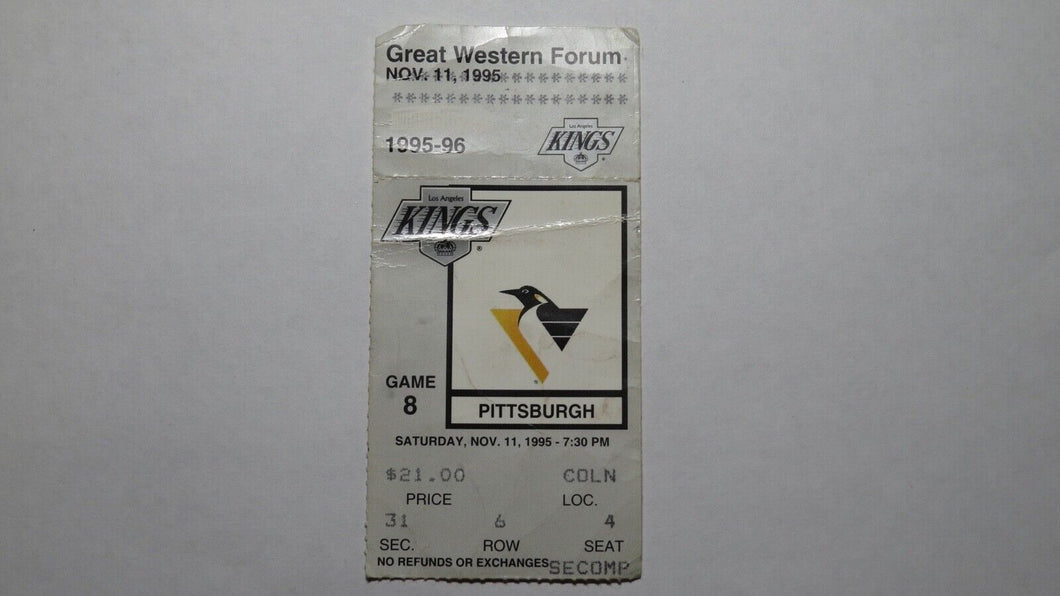 Great Western Forum
NOV. 11, 1995
******************
1995-96
Los Angeles
KINGS
®
Los Angeles
KINGS
®
GAME
8
PITTSBURGH
SATURDAY, NOV. 11, 1995 - 7:30 PM
$21.00 COLN
PRICE LOC.
31 6 4
SEC. ROW SEAT
NO REFUNDS OR EXCHANGES SECOMP